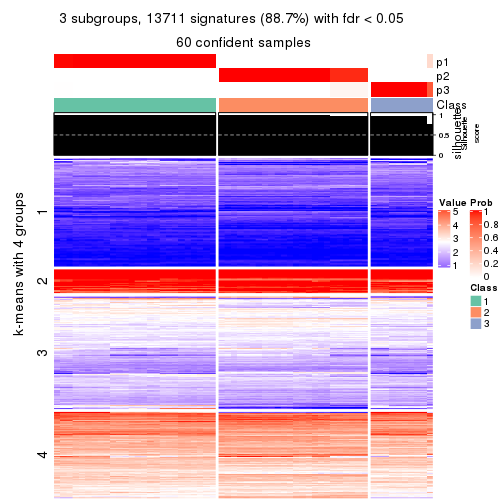 3 subgroups, 13711 signatures (88.7%) with fdr < 0.05
60 confident samples
p1
p2
p3
Class
1
0.5
0
silhouette
Silhouette
score
k-means with 4 groups
1
2
3
4
Value
5
4
3
2
1
Prob
1
0.8
0.6
0.4
0.2
0
Class
1
2
3